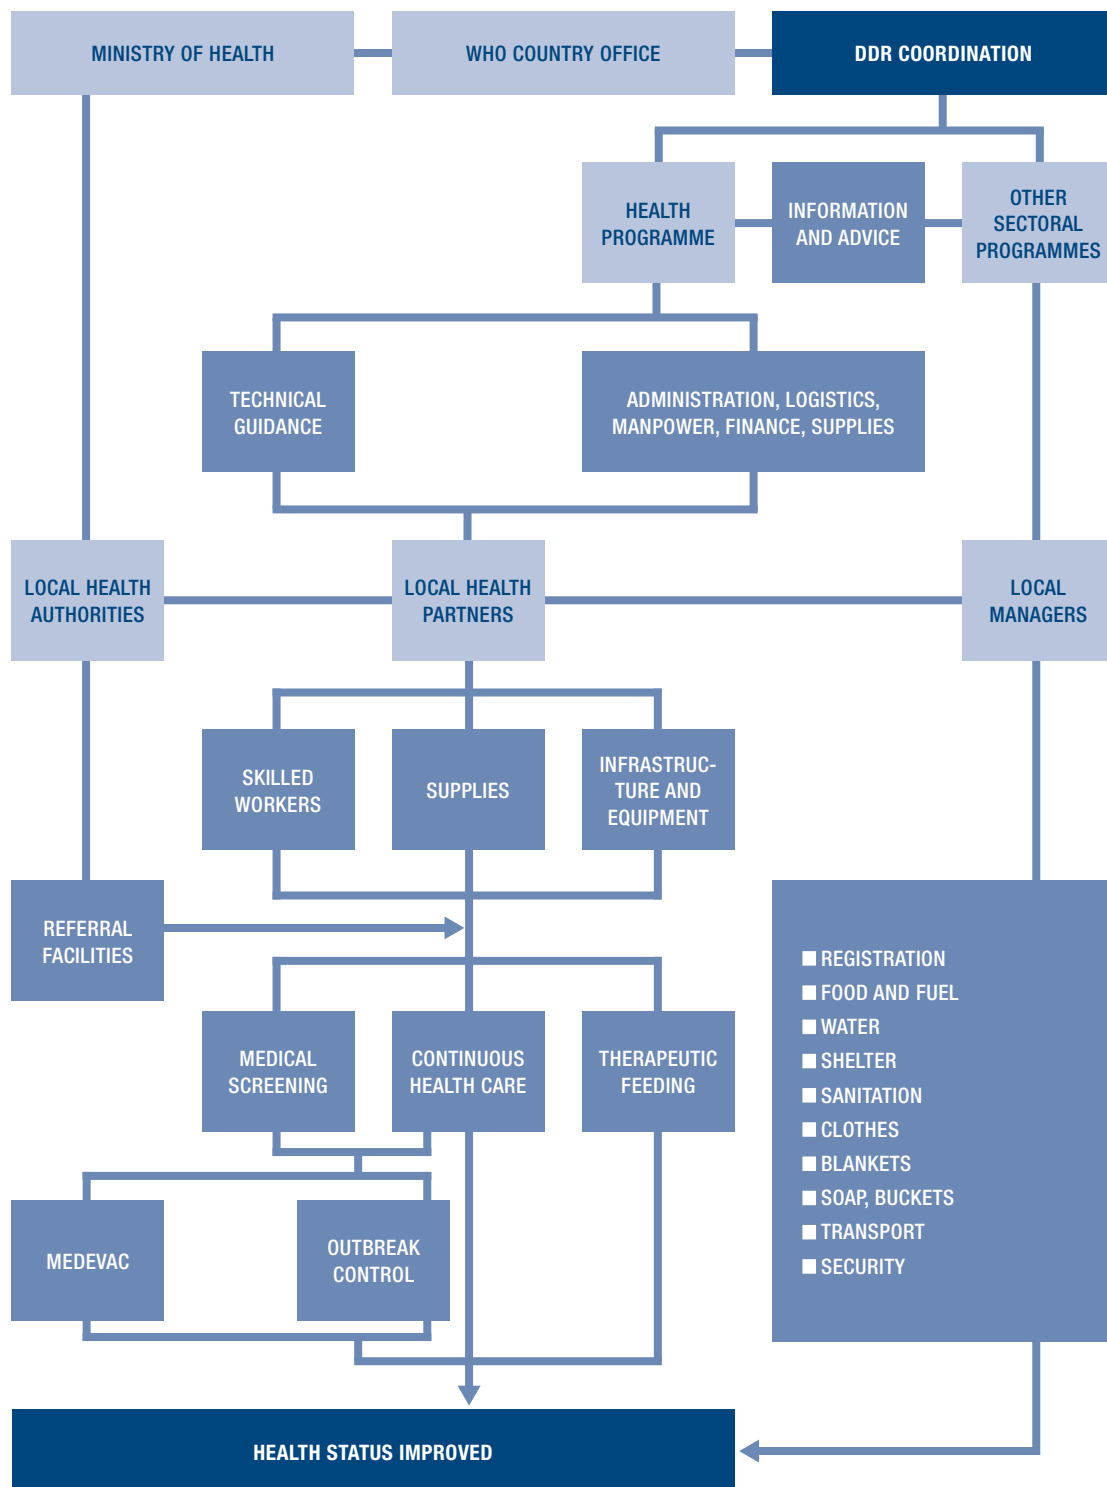 MINISTRY OF HEALTH
WHO COUNTRY OFFICE
DDR COORDINATION
HEALTH
PROGRAMME
INFORMATION
AND ADVICE
OTHER
SECTORAL
PROGRAMMES
TECHNICAL
GUIDANCE
ADMINISTRATION, LOGISTICS,
MANPOWER, FINANCE, SUPPLIES
LOCAL HEALTH
AUTHORITIES
LOCAL HEALTH
PARTNERS
LOCAL
MANAGERS
SKILLED
WORKERS
SUPPLIES
INFRASTRUC-
TURE AND
EQUIPMENT
REFERRAL
FACILITIES
REGISTRATION
FOOD AND FUEL
WATER
SHELTER
SANITATION
CLOTHES
BLANKETS
SOAP, BUCKETS
TRANSPORT
SECURITY
MEDICAL
SCREENING
CONTINUOUS
HEALTH CARE
THERAPEUTIC
FEEDING
MEDEVAC
OUTBREAK
CONTROL
HEALTH STATUS IMPROVED